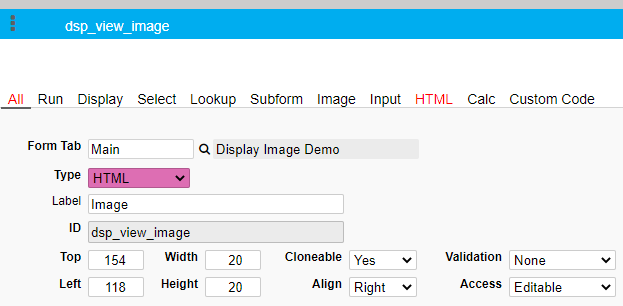 dsp_view_image
All Run Display Select Lookup Subform Image Input HTML Calc Custom Code
Form Tab Main Display Image Demo
Type HTML
Label Image
ID dsp_view_image
Top 154 Width 20 Cloneable Yes Validation None
Left 118 Height 20 Align Right Access Editable